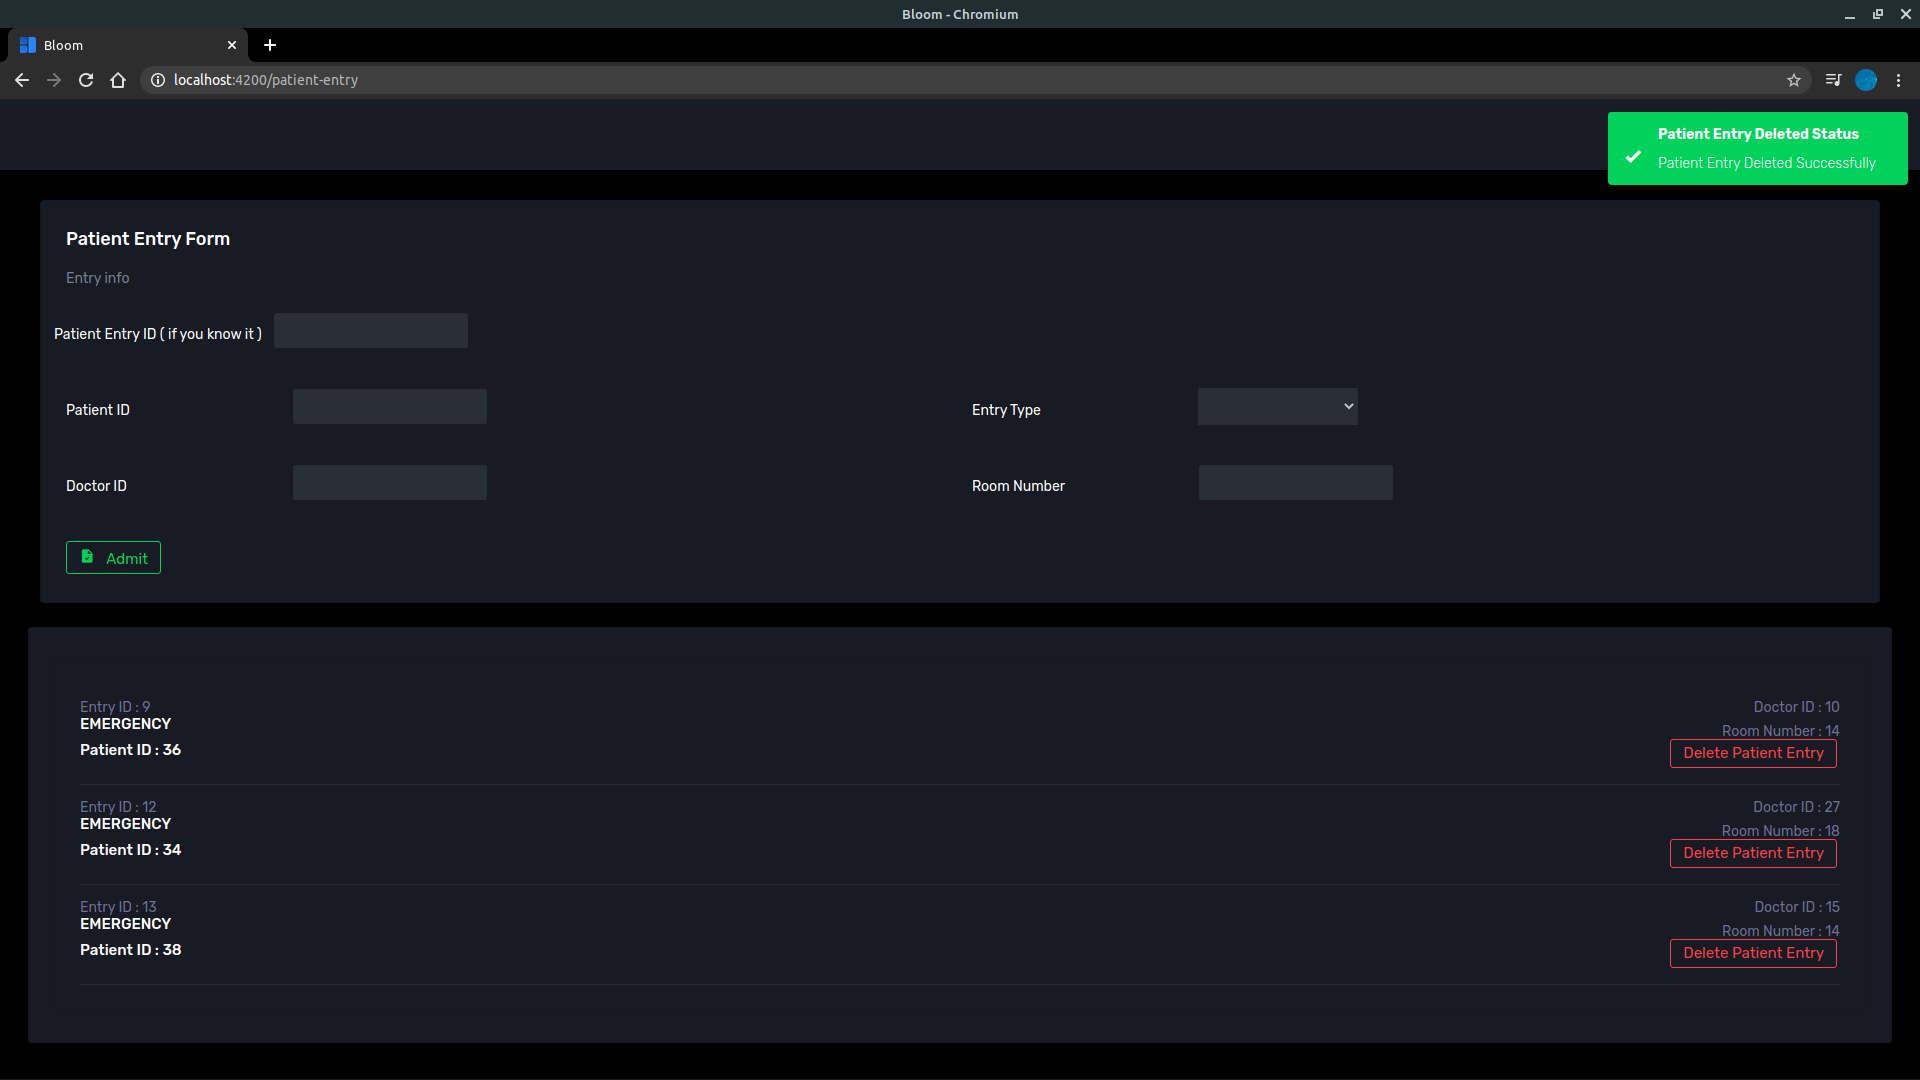 Bloom - Chromium
Bloom
localhost:4200/patient-entry
Patient Entry Deleted Status
Patient Entry Deleted Successfully
Patient Entry Form
Entry info
Patient Entry ID ( if you know it )
Patient ID
Entry Type
Doctor ID
Room Number
Admit
Entry ID : 9
Doctor ID : 10
EMERGENCY
Room Number : 14
Patient ID : 36
Delete Patient Entry
Entry ID : 12
Doctor ID : 27
EMERGENCY
Room Number : 18
Patient ID : 34
Delete Patient Entry
Entry ID : 13
Doctor ID : 15
EMERGENCY
Room Number : 14
Patient ID : 38
Delete Patient Entry